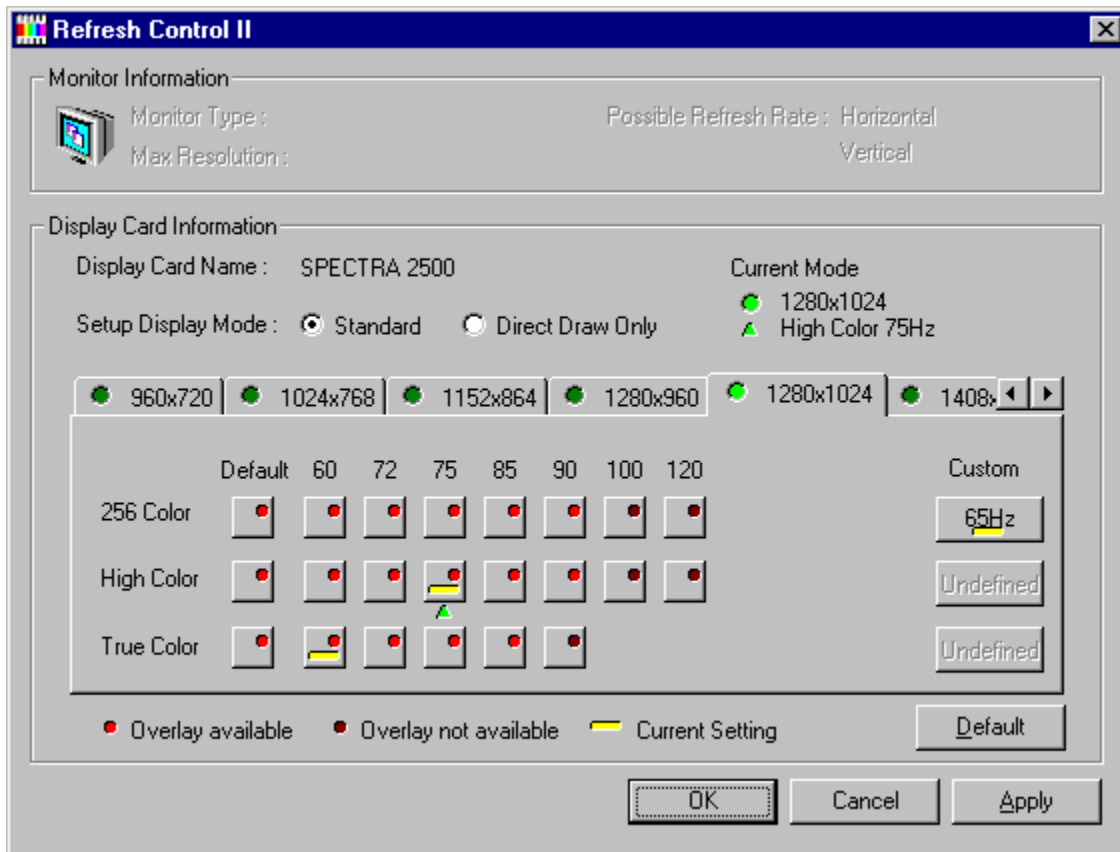 Refresh Control II
Monitor Information
Monitor Type :
Possible Refresh Rate : Horizontal
Max Resolution :
Vertical
Display Card Information
Display Card Name : SPECTRA 2500
Current Mode
1280x1024
High Color 75Hz
Setup Display Mode : Standard Direct Draw Only
960x720 1024x768 1152x864 1280x960 1280x1024 1408x
Default 60 72 75 85 90 100 120 Custom
256 Color 65Hz
High Color Undefined
True Color Undefined
Overlay available Overlay not available Current Setting Default
OK Cancel Apply